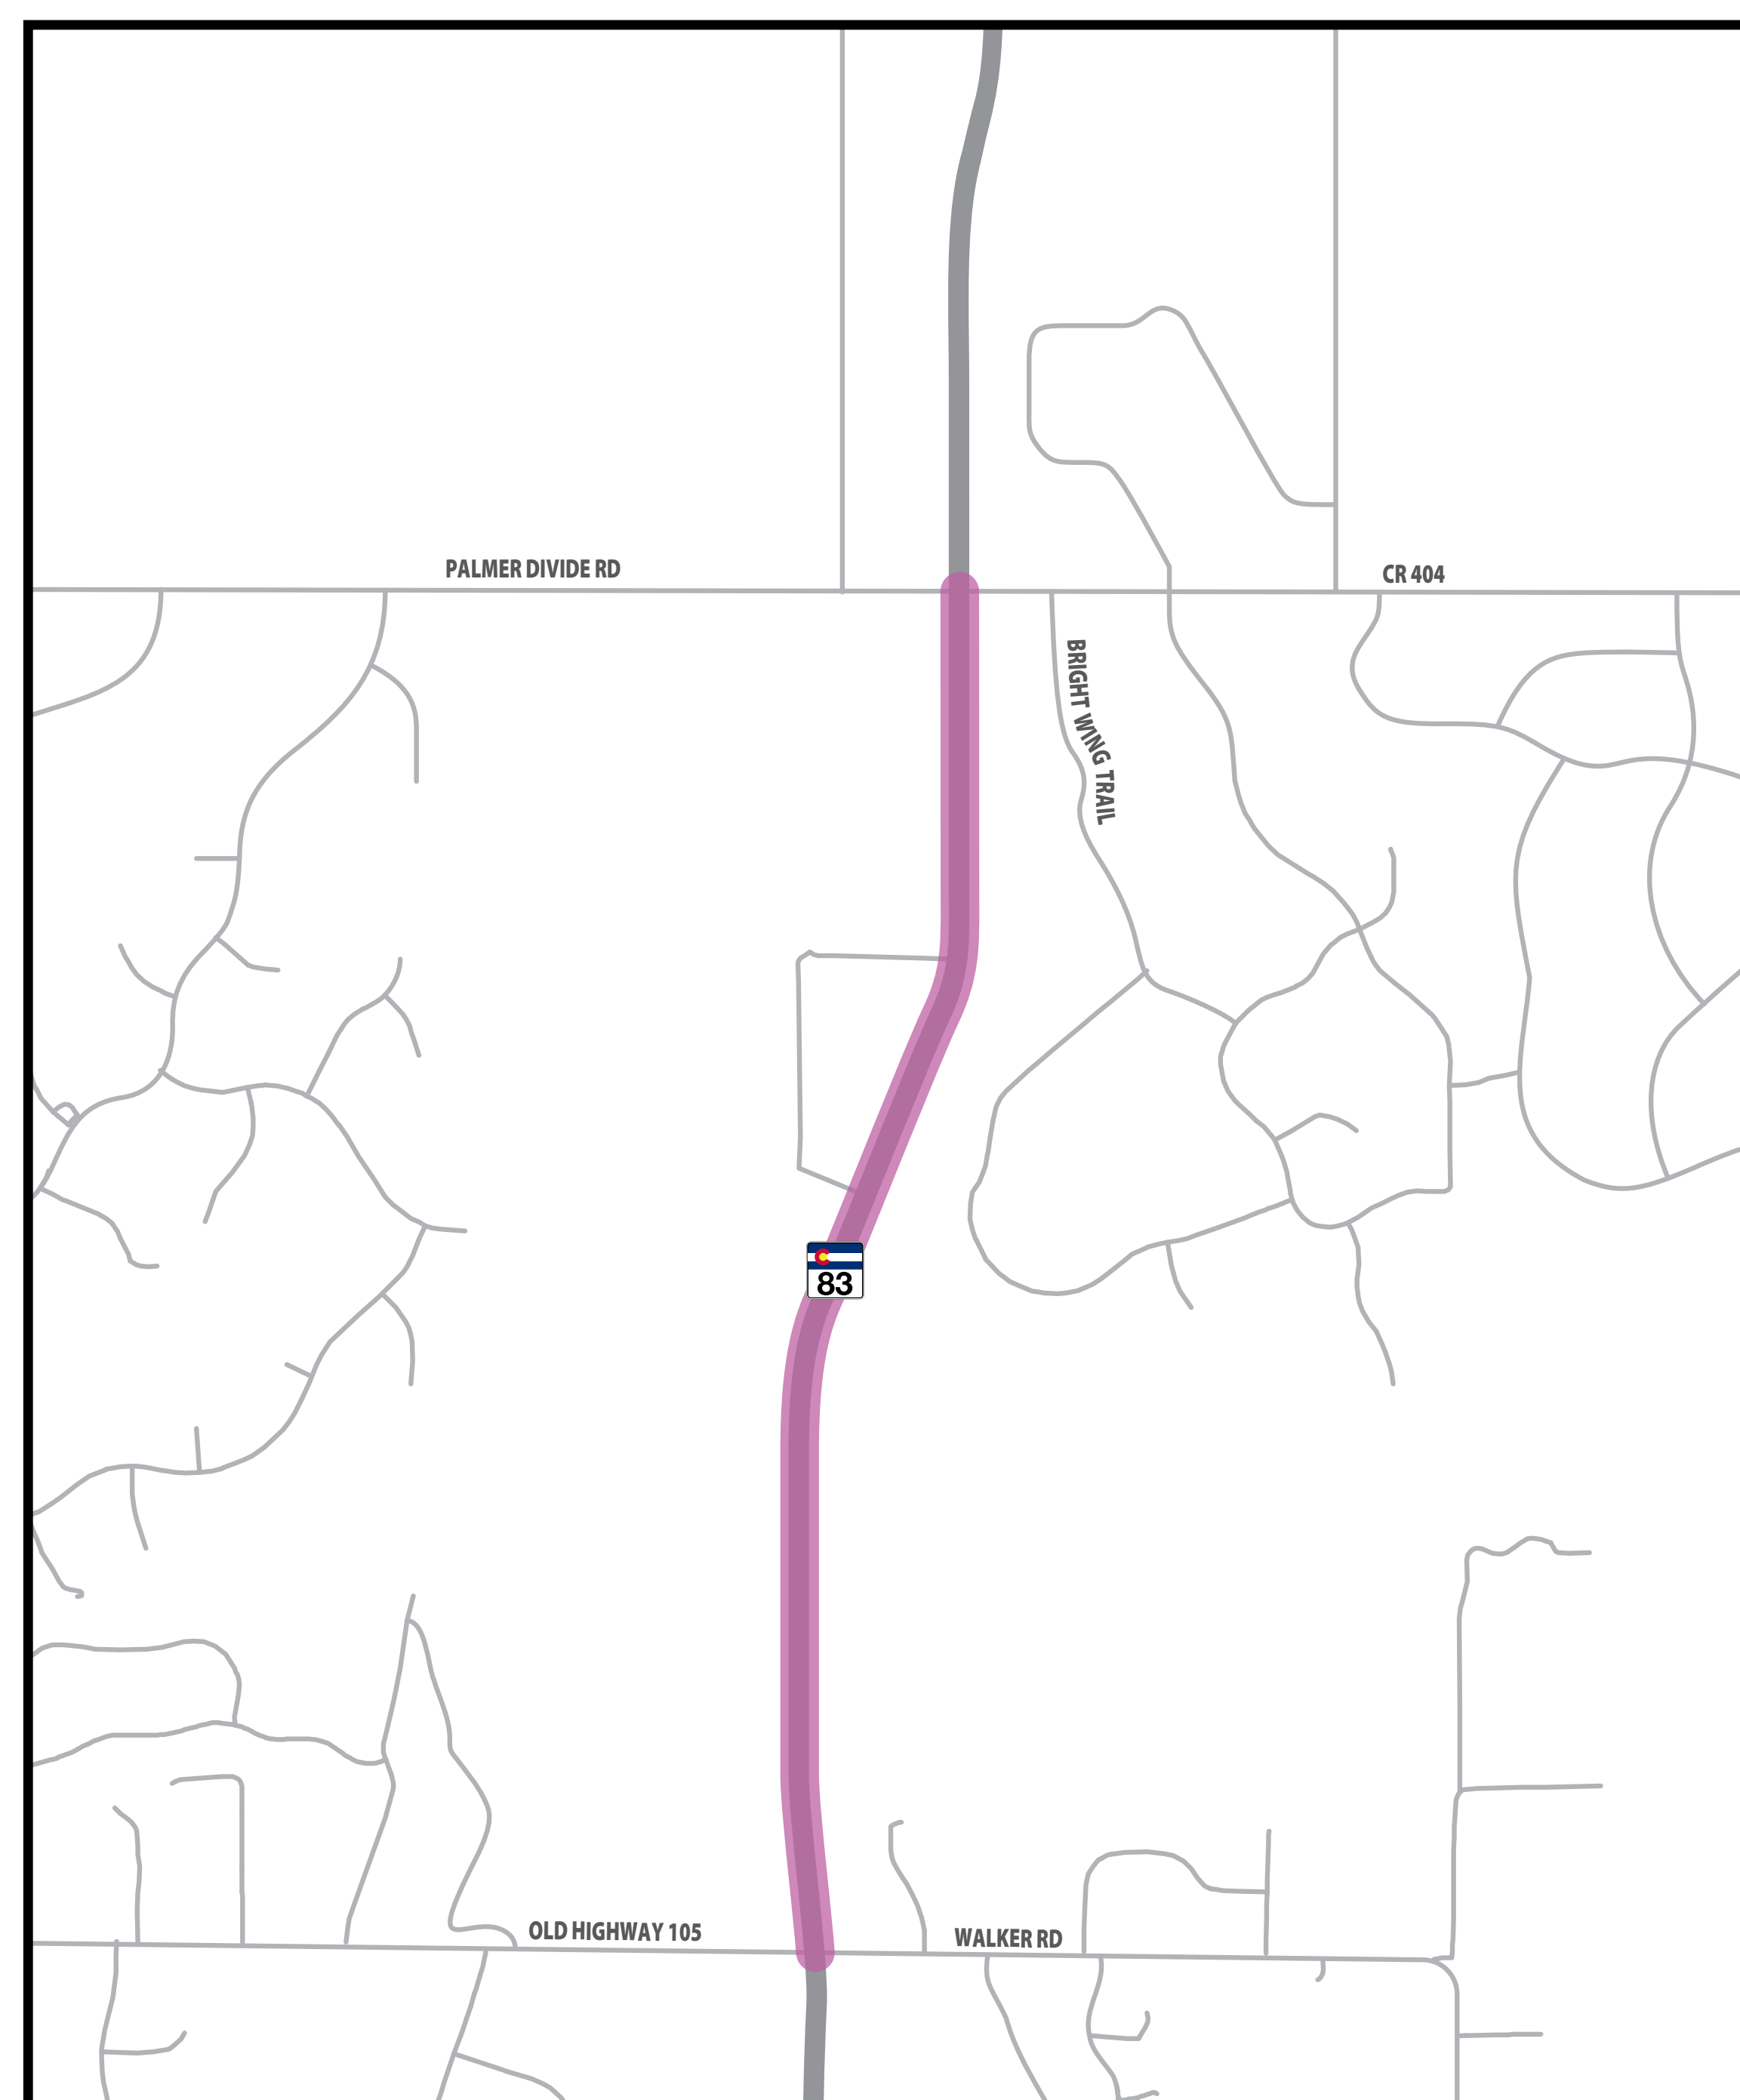 PALMER DIVIDE RD
CR 404
BRIGHT WING TRAIL
83
OLD HIGHWAY 105
WALKER RD